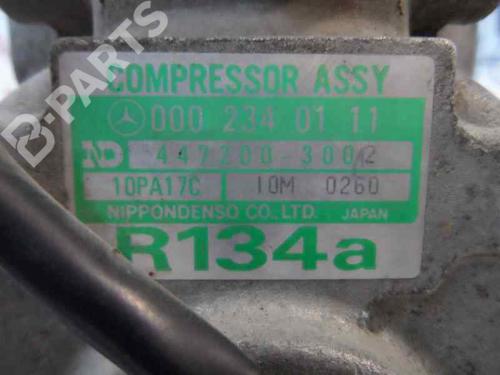 B-PARTS
COMPRESSOR ASSY
000 234 01 11
ND 447200-3002
10PA17C 10M 0260
NIPPONDENSO CO., LTD. JAPAN
R134a